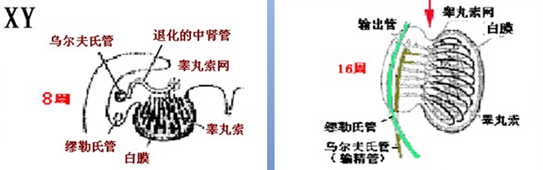 XY
退化的中肾管
乌尔夫氏管
睾丸索网
8周
睾丸索
缪勒氏管
白膜
输出管
睾丸素网
白膜
16周
缪勒氏管
睾丸索
乌尔夫氏管
(输精管)